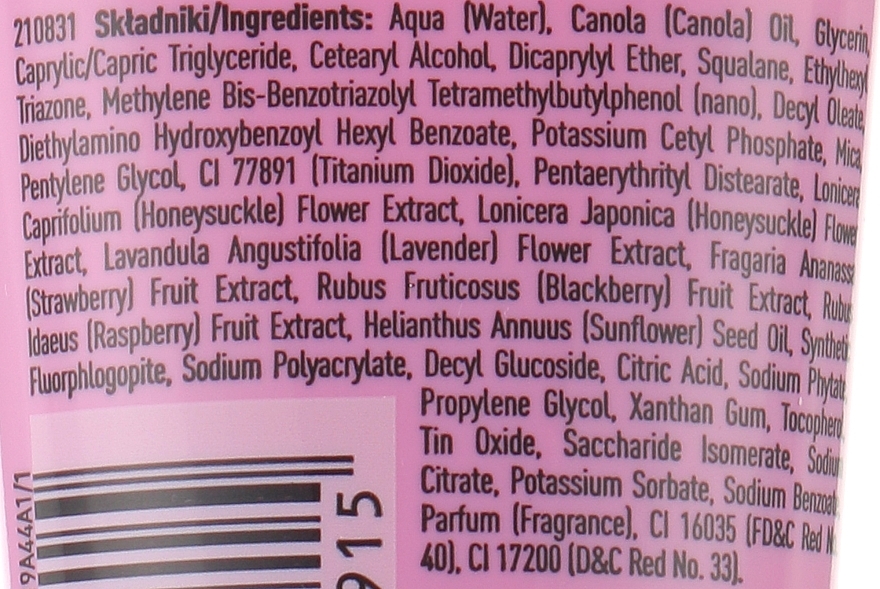 210831 Składniki/Ingredients: Aqua (Water), Canola (Canola) Oil, Glycerin,
Caprylic/Capric Triglyceride, Cetearyl Alcohol, Dicaprylyl Ether, Squalane, Ethylhexyl
Triazone, Methylene Bis-Benzotriazolyl Tetramethylbutylphenol (nano), Decyl Oleate,
Diethylamino Hydroxybenzoyl Hexyl Benzoate, Potassium Cetyl Phosphate, Mica,
Pentylene Glycol, CI 77891 (Titanium Dioxide), Pentaerythrityl Distearate, Lonicera
Caprifolium (Honeysuckle) Flower Extract, Lonicera Japonica (Honeysuckle) Flower
Extract, Lavandula Angustifolia (Lavender) Flower Extract, Fragaria Ananassa
(Strawberry) Fruit Extract, Rubus Fruticosus (Blackberry) Fruit Extract, Rubus
Idaeus (Raspberry) Fruit Extract, Helianthus Annuus (Sunflower) Seed Oil, Synthetic
Fluorphlogopite, Sodium Polyacrylate, Decyl Glucoside, Citric Acid, Sodium Phytate,
Propylene Glycol, Xanthan Gum, Tocopherol,
Tin Oxide, Saccharide Isomerate, Sodium
Citrate, Potassium Sorbate, Sodium Benzoate,
Parfum (Fragrance), CI 16035 (FD&C Red N
40), CI 17200 (D&C Red No. 33).
9A44A1/1
915